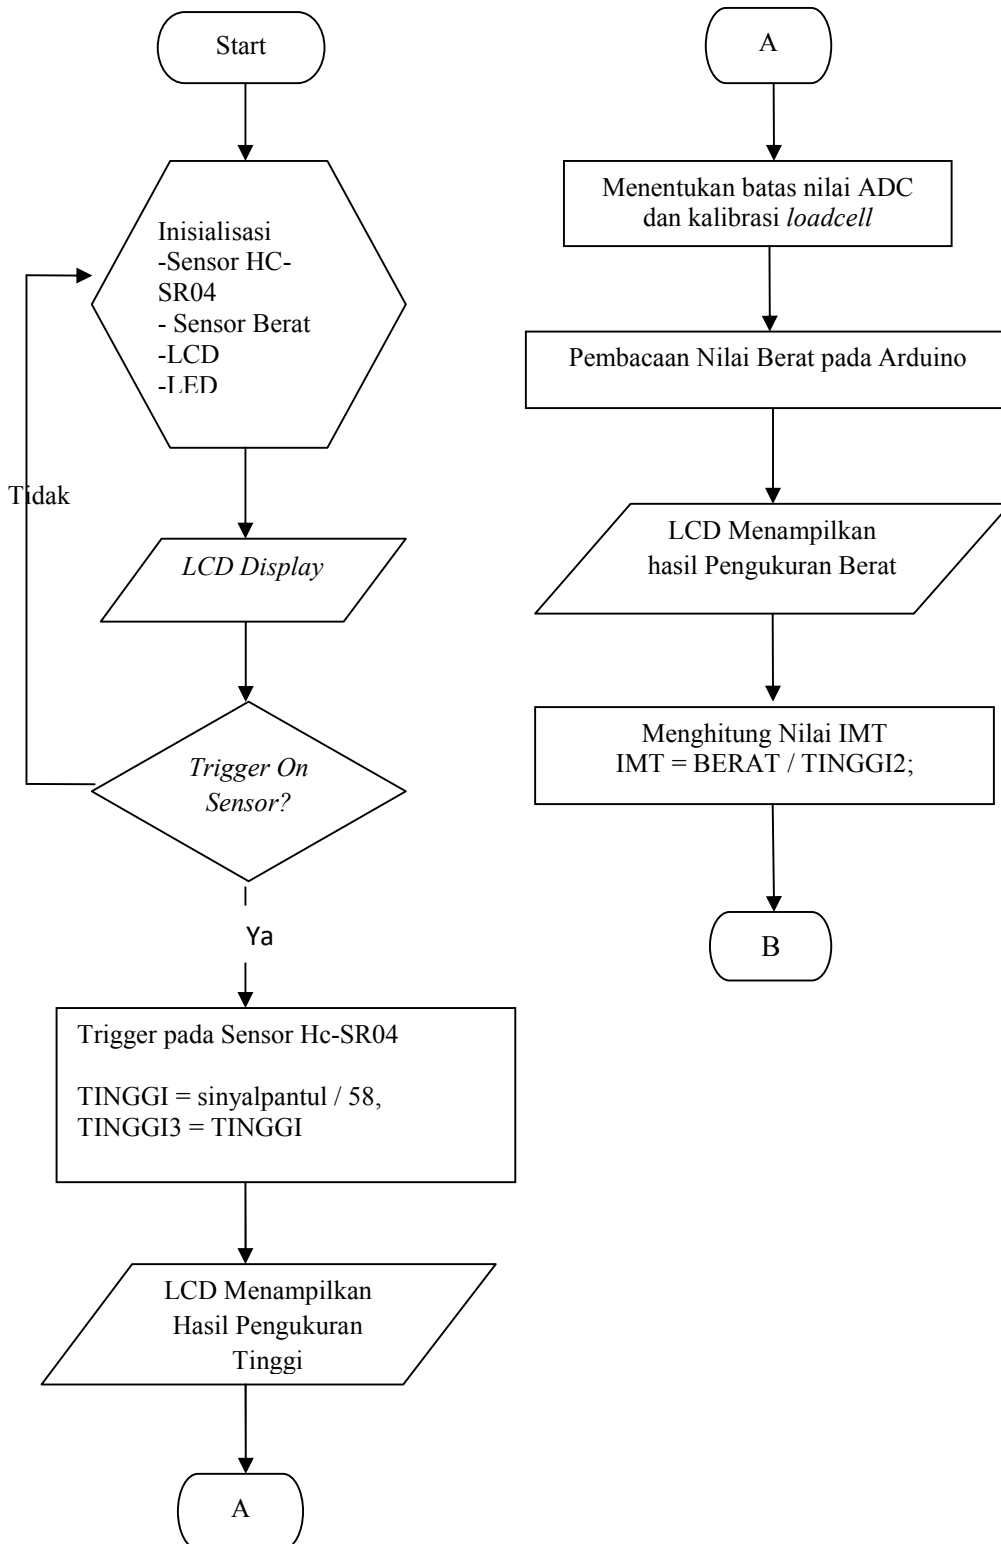 Start
Inisialisasi
-Sensor HC-
SR04
- Sensor Berat
-LCD
-LED
Tidak
LCD Display
Trigger On
Sensor?
Ya
Trigger pada Sensor Hc-SR04
TINGGI = sinyalpantul / 58,
TINGGI3 = TINGGI
LCD Menampilkan
Hasil Pengukuran
Tinggi
A
A
Menentukan batas nilai ADC
dan kalibrasi loadcell
Pembacaan Nilai Berat pada Arduino
LCD Menampilkan
hasil Pengukuran Berat
Menghitung Nilai IMT
IMT = BERAT / TINGGI2;
B